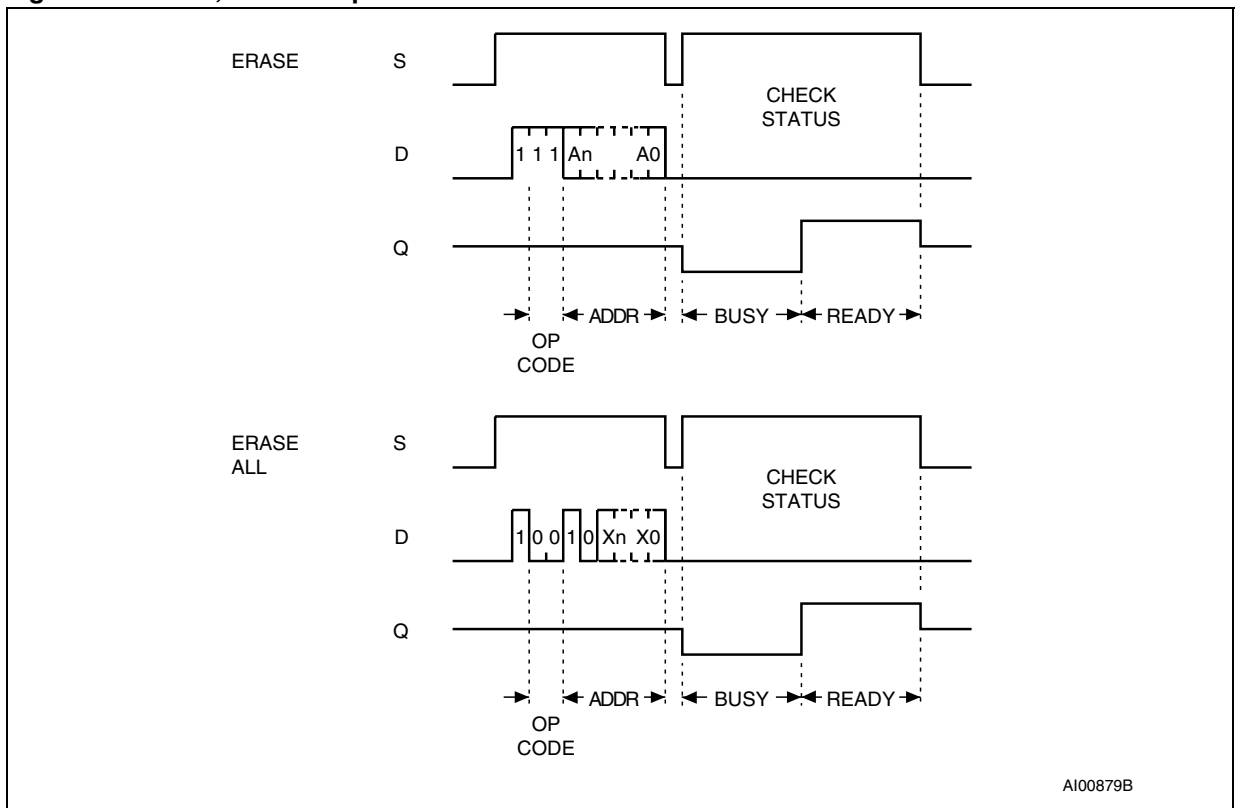 ERASE S
CHECK
STATUS
D 1 1 1 An A0
Q
ADDR BUSY READY
OP
CODE
ERASE
ALL S
CHECK
STATUS
D 1 0 0 1 0 Xn X0
Q
ADDR BUSY READY
OP
CODE
AI00879B